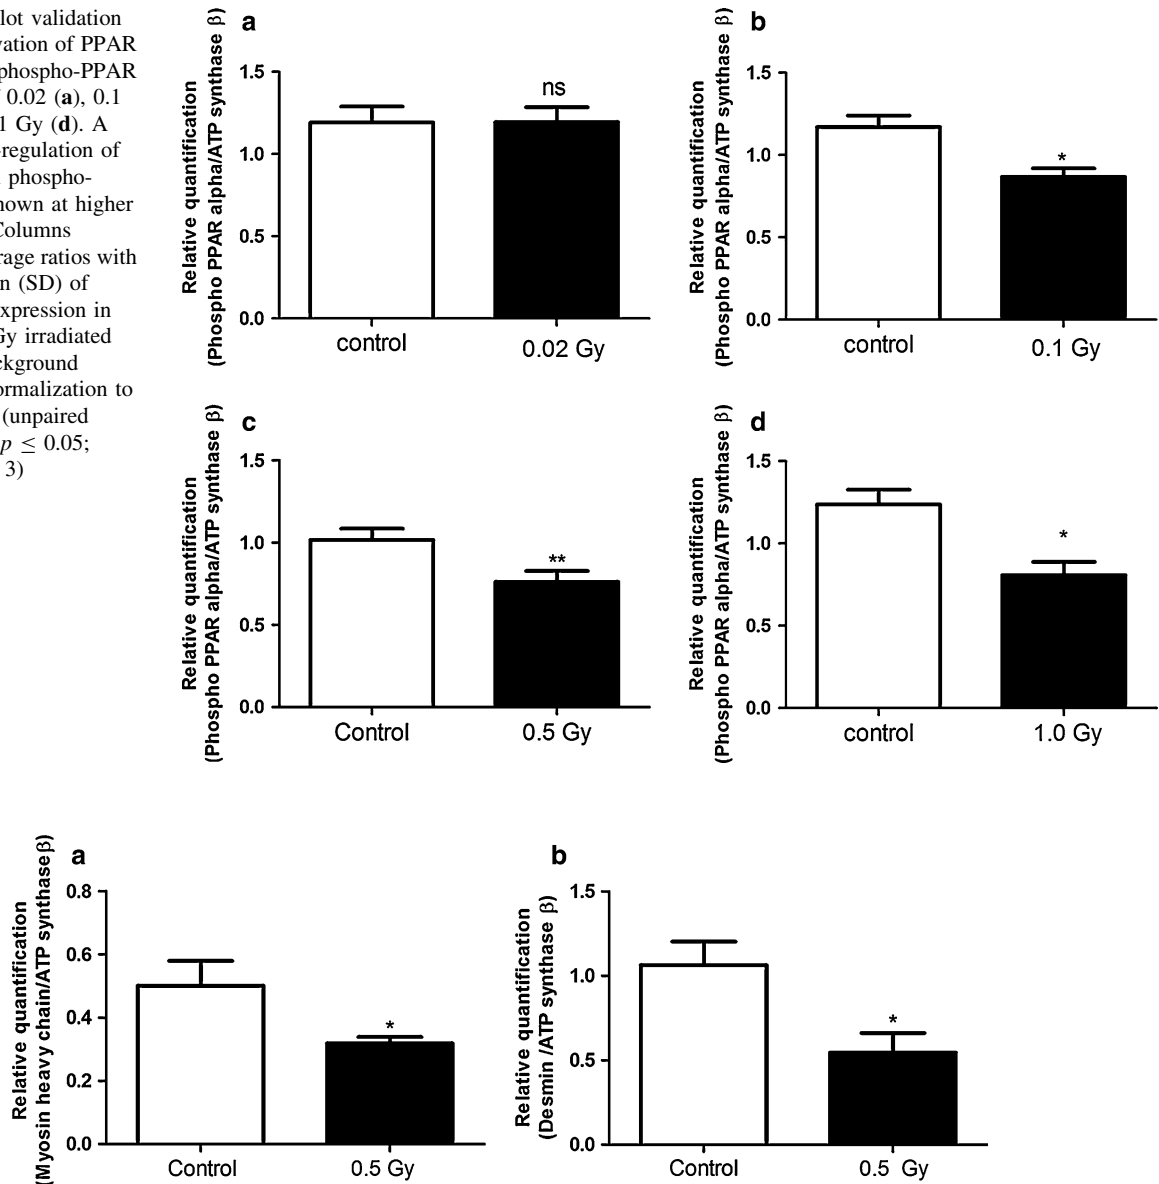 lot validation
vation of PPAR
phospho-PPAR
0.02 (a), 0.1
1 Gy (d). A
-regulation of
phospho-
nown at higher
Columns
rage ratios with
n (SD) of
xpression in
Gy irradiated
ckground
ormalization to
(unpaired
p ≤ 0.05;
3)
a
Relative quantification
(Phospho PPAR alpha/ATP synthase β)
1.5
1.0
0.5
0.0
ns
control
0.02 Gy
b
Relative quantification
(Phospho PPAR alpha/ATP synthase β)
1.5
1.0
0.5
0.0
*
control
0.1 Gy
c
Relative quantification
(Phospho PPAR alpha/ATP synthase β)
1.5
1.0
0.5
0.0
**
Control
0.5 Gy
d
Relative quantification
(Phospho PPAR alpha/ATP synthase β)
1.5
1.0
0.5
0.0
*
control
1.0 Gy
a
Relative quantification
(Myosin heavy chain/ATP synthaseβ)
0.8
0.6
0.4
0.2
0.0
*
Control
0.5 Gy
b
Relative quantification
(Desmin /ATP synthase β)
1.5
1.0
0.5
0.0
*
Control
0.5 Gy